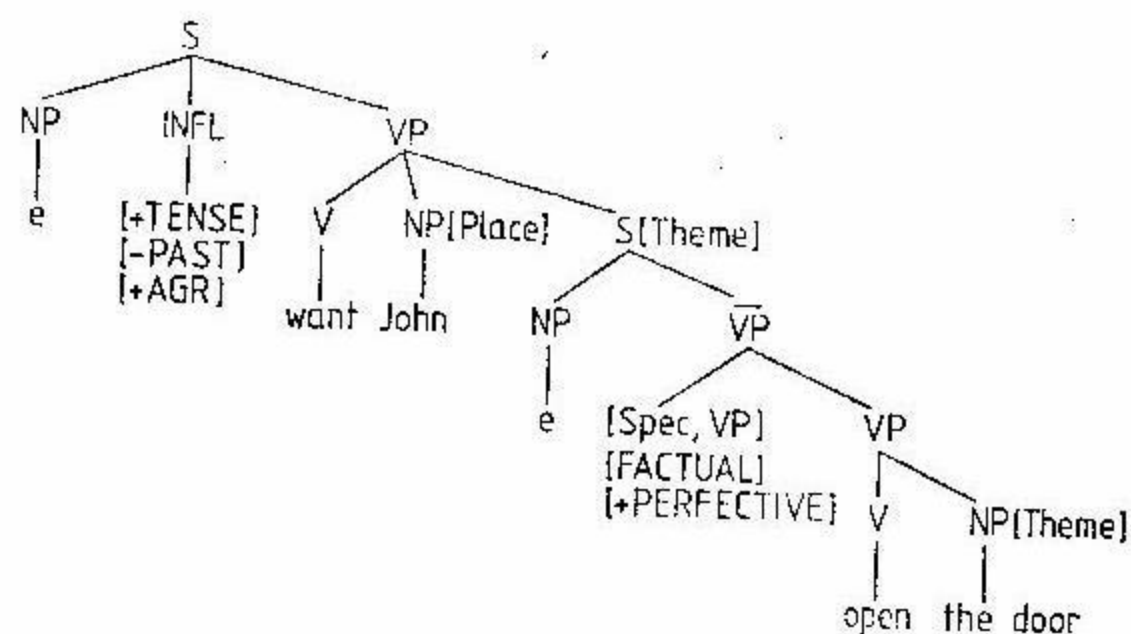 S
NP INFL VP
e [+TENSE] V NP[Place] S[Theme]
[-PAST]
[+AGR] want John NP VP
e [Spec, VP] VP
[FACTUAL]
[+PERFECTIVE] V NP[Theme]
open the door